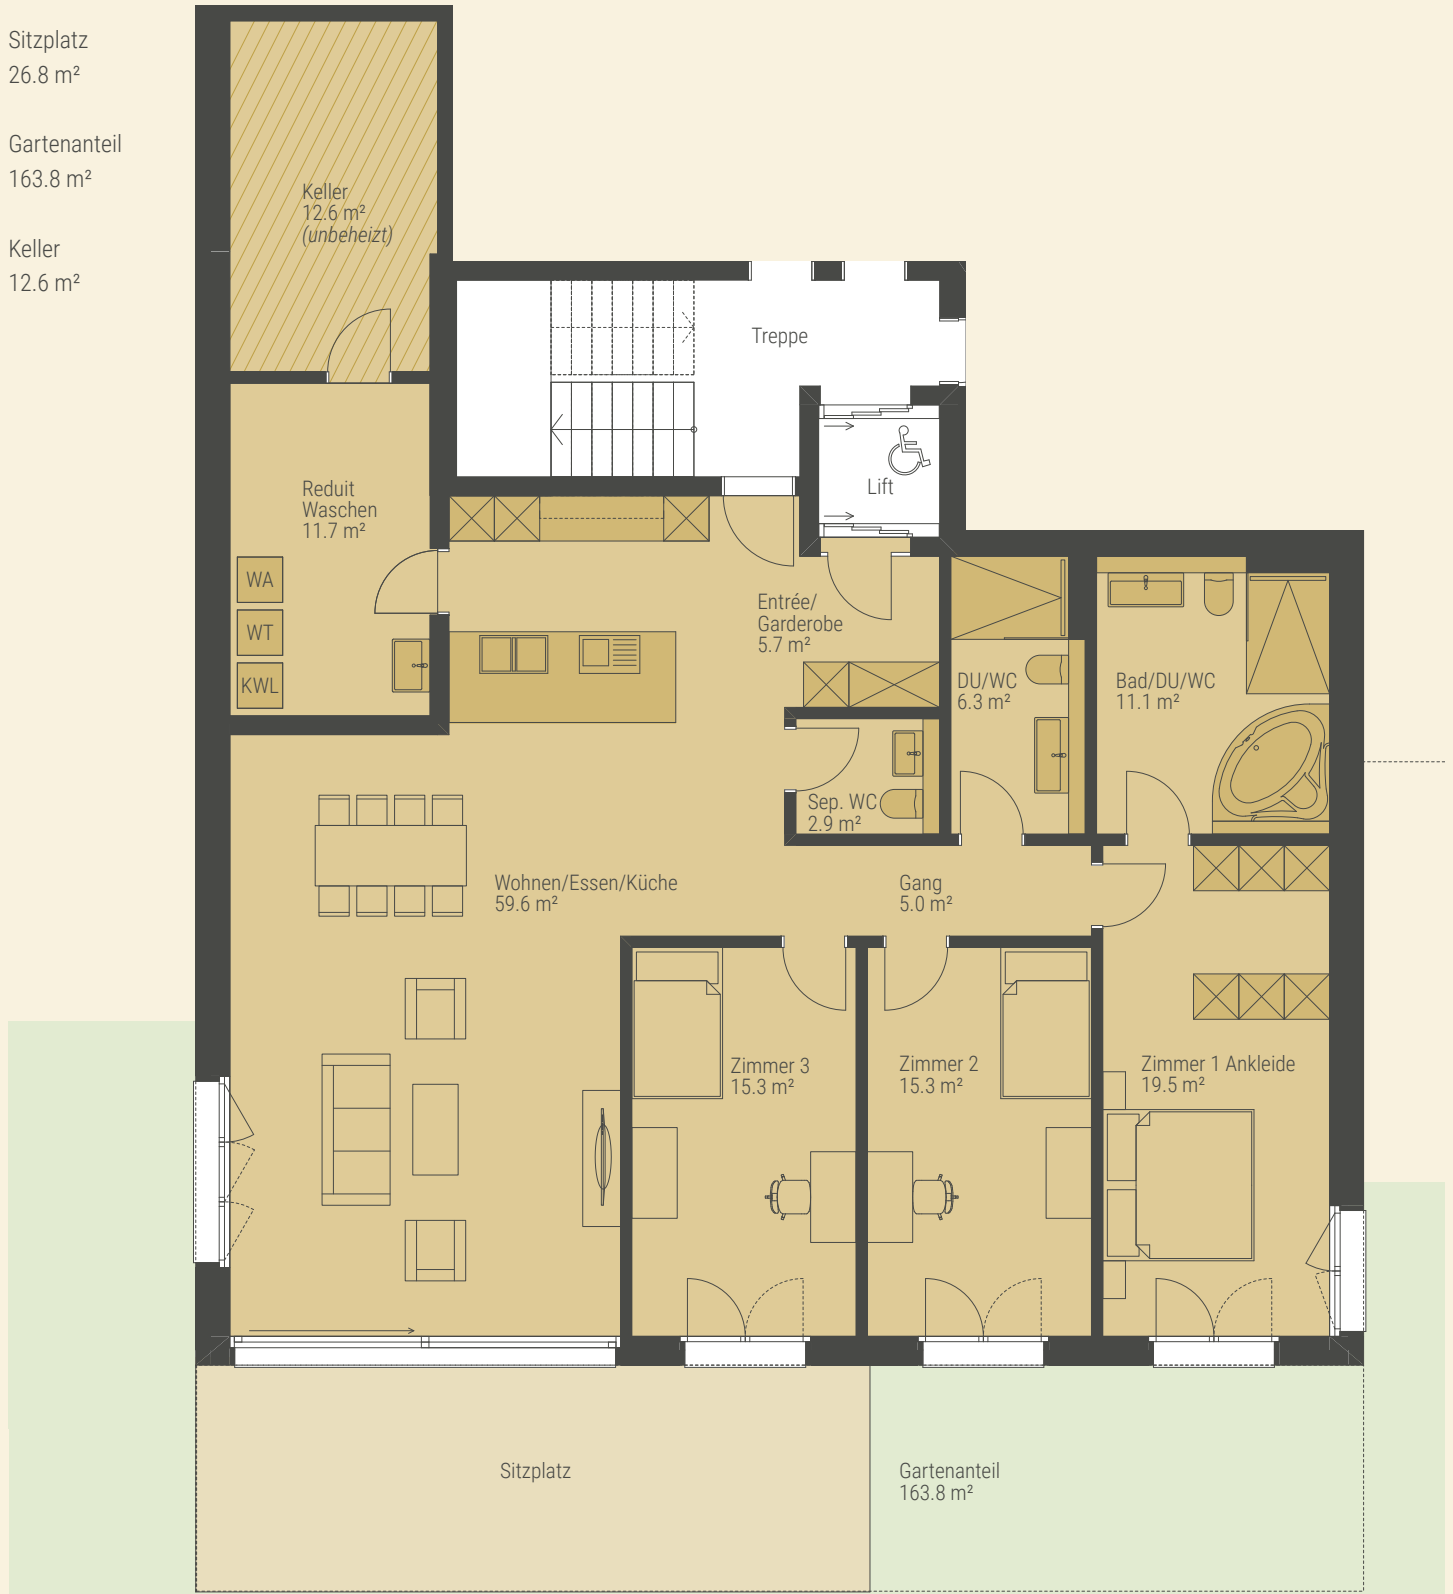 Sitzplatz
26.8 m²
Gartenanteil
163.8 m²
Keller
12.6 m²
Keller
12.6 m²
(unbeheizt)
Treppe
Lift
Reduit
Waschen
11.7 m²
WA
WT
KWL
Entrée/
Garderobe
5.7 m²
DU/WC
6.3 m²
Bad/DU/WC
11.1 m²
Sep. WC
2.9 m²
Wohnen/Essen/Küche
59.6 m²
Gang
5.0 m²
Zimmer 3
15.3 m²
Zimmer 2
15.3 m²
Zimmer 1 Ankleide
19.5 m²
Sitzplatz
Gartenanteil
163.8 m²